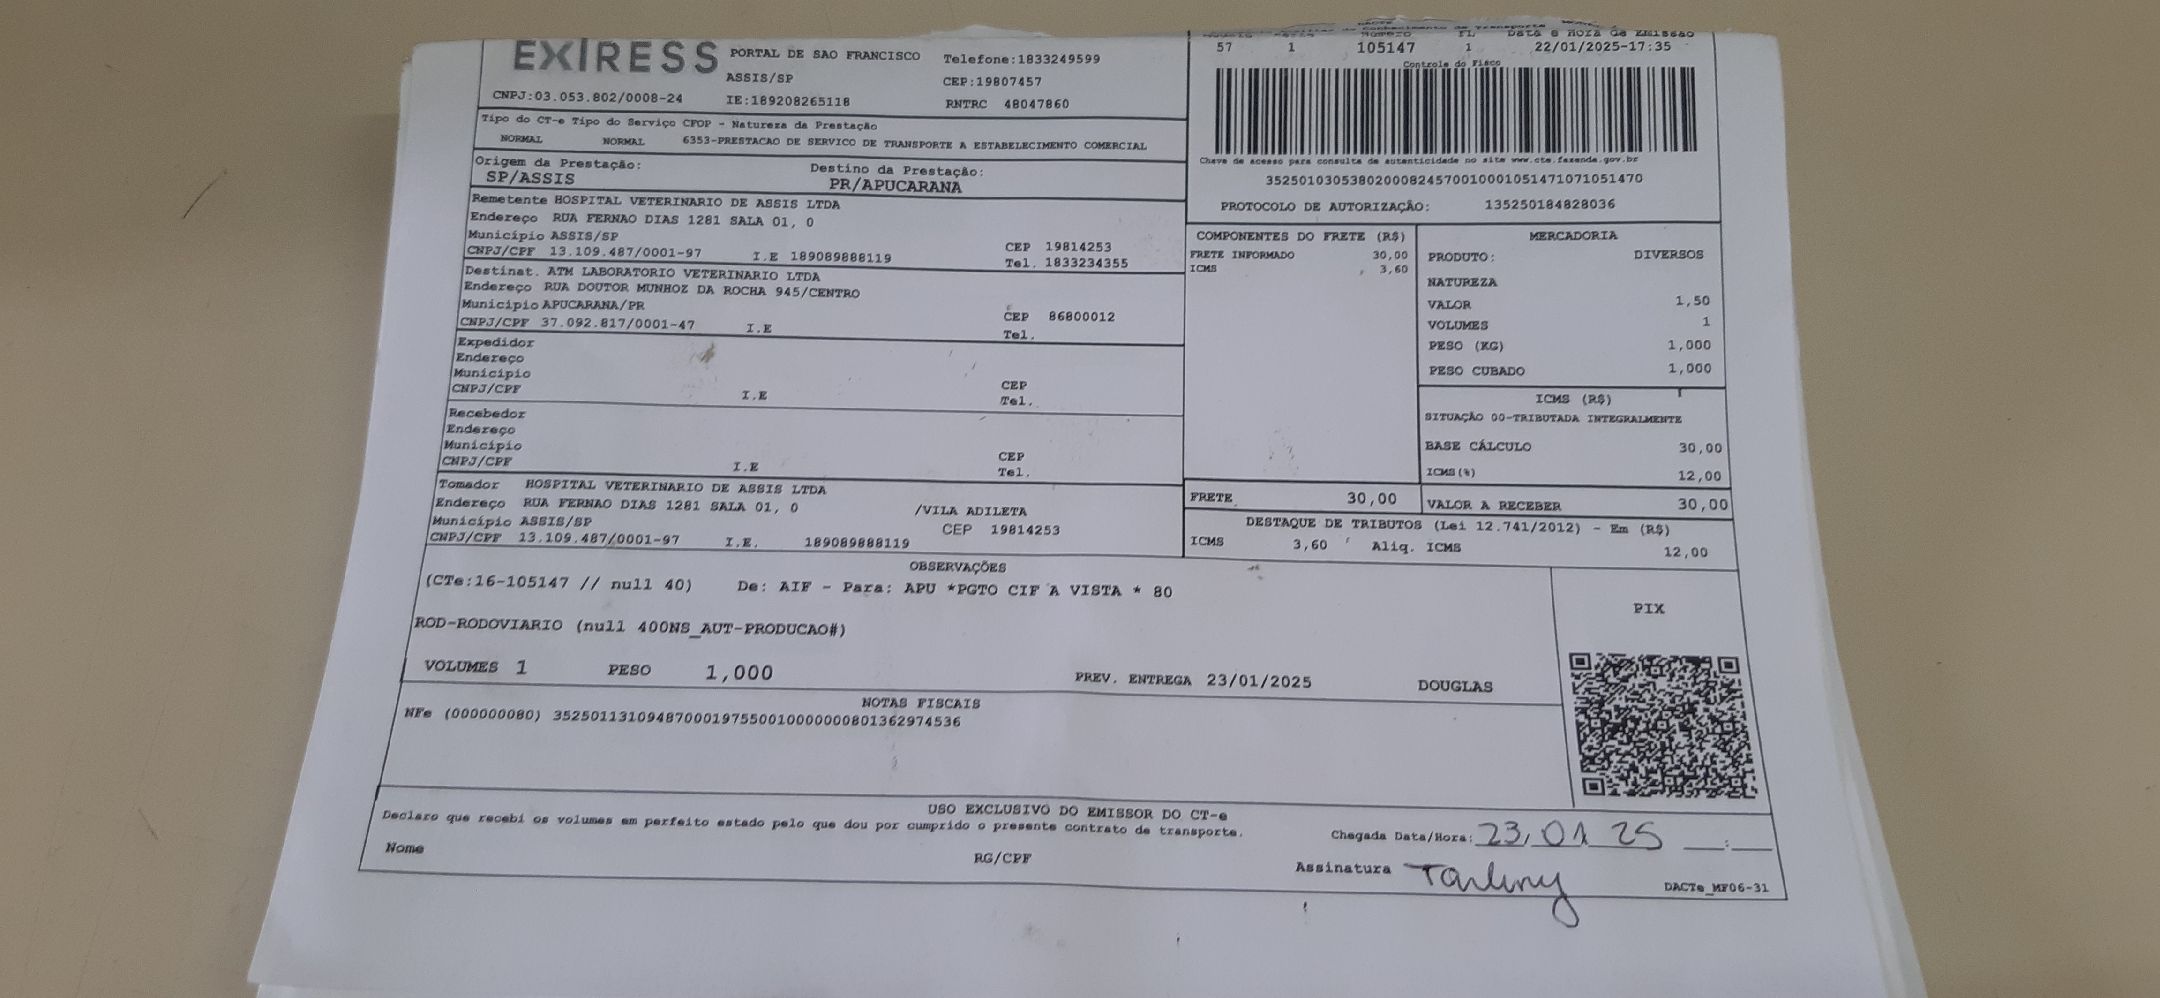 EXIRESS
PORTAL DE SAO FRANCISCO Telefone:1833249599
ASSIS/SP CEP:19807457
CNPJ:03.053.802/0008-24 IE:189208265118 RNTRC 48047860
FL Data e Hora de Emissão
57 1 105147 1 22/01/2025-17:35
Controle do Fisco
Chave de acesso para consulta de autenticidade no site www.cte.fazenda.gov.br
35250103053802000824570010001051471071051470
PROTOCOLO DE AUTORIZAÇÃO: 135250184828036
Tipo do CT-e Tipo do Serviço CFOP - Natureza da Prestação
NORMAL NORMAL 6353-PRESTACAO DE SERVICO DE TRANSPORTE A ESTABELECIMENTO COMERCIAL
Origem da Prestação: Destino da Prestação:
SP/ASSIS PR/APUCARANA
Remetente HOSPITAL VETERINARIO DE ASSIS LTDA
Endereço RUA FERNAO DIAS 1281 SALA 01, 0
Município ASSIS/SP CEP 19814253
CNPJ/CPF 13.109.487/0001-97 I.E 189089888119 Tel. 1833234355
Destinat. ATM LABORATORIO VETERINARIO LTDA
Endereço RUA DOUTOR MUNHOZ DA ROCHA 945/CENTRO
Município APUCARANA/PR CEP 86800012
CNPJ/CPF 37.092.817/0001-47 I.E Tel.
Expedidor
Endereço
Município CEP
CNPJ/CPF I.E Tel.
Recebedor
Endereço
Município CEP
CNPJ/CPF I.E Tel.
Tomador HOSPITAL VETERINARIO DE ASSIS LTDA
Endereço RUA FERNAO DIAS 1281 SALA 01, 0 /VILA ADILETA
Município ASSIS/SP CEP 19814253
CNPJ/CPF 13.109.487/0001-97 I.E. 189089888119
COMPONENTES DO FRETE (R$)
FRETE INFORMADO 30,00
ICMS 3,60
MERCADORIA
PRODUTO: DIVERSOS
NATUREZA
VALOR 1,50
VOLUMES 1
PESO (KG) 1,000
PESO CUBADO 1,000
ICMS (R$)
SITUAÇÃO 00-TRIBUTADA INTEGRALMENTE
BASE CÁLCULO 30,00
ICMS(%) 12,00
FRETE 30,00 VALOR A RECEBER 30,00
DESTAQUE DE TRIBUTOS (Lei 12.741/2012) - Em (R$)
ICMS 3,60 Aliq. ICMS 12,00
OBSERVAÇÕES
(CTe:16-105147 // null 40) De: AIF - Para: APU *PGTO CIF A VISTA * 80
ROD-RODOVIARIO (null 400NS_AUT-PRODUCAO#)
VOLUMES 1 PESO 1,000 PREV. ENTREGA 23/01/2025 DOUGLAS
PIX
NOTAS FISCAIS
NFe (000000080) 35250113109487000197550010000000801362974536
USO EXCLUSIVO DO EMISSOR DO CT-e
Declaro que recebi os volumes em perfeito estado pelo que dou por cumprido o presente contrato de transporte.
Chegada Data/Hora: 23/01 25 __:__
Nome RG/CPF Assinatura
DACTe_MF06-31